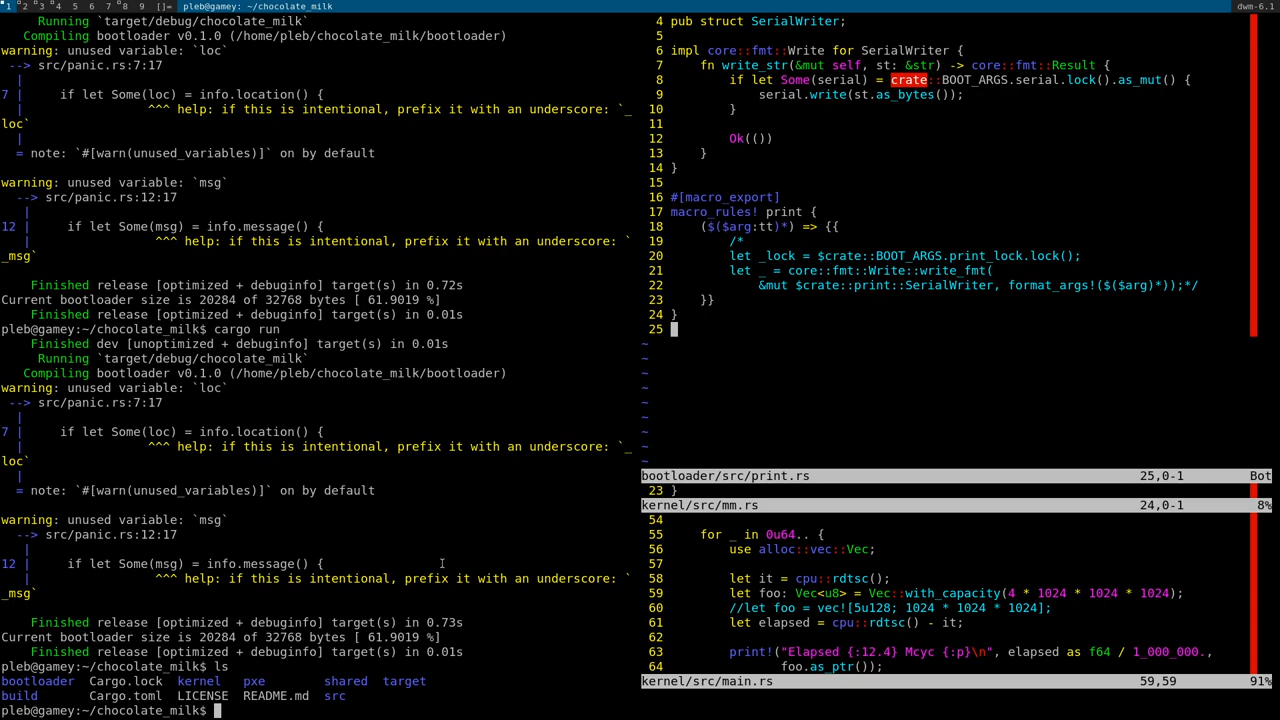 1 2 3 4 5 6 7 8 9 []= pleb@gamey:~/chocolate_milk dwm-6.1
     Running `target/debug/chocolate_milk`
   Compiling bootloader v0.1.0 (/home/pleb/chocolate_milk/bootloader)
warning: unused variable: `loc`
 --> src/panic.rs:7:17
  |
7 |     if let Some(loc) = info.location() {
                    ^^^ help: if this is intentional, prefix it with an underscore: `_
loc`
  |
  = note: `#[warn(unused_variables)]` on by default

warning: unused variable: `msg`
  --> src/panic.rs:12:17
   |
12 |     if let Some(msg) = info.message() {
                     ^^^ help: if this is intentional, prefix it with an underscore: `
_msg`

    Finished release [optimized + debuginfo] target(s) in 0.72s
Current bootloader size is 20284 of 32768 bytes [ 61.9019 %]
    Finished release [optimized + debuginfo] target(s) in 0.01s
pleb@gamey:~/chocolate_milk$ cargo run
    Finished dev [unoptimized + debuginfo] target(s) in 0.01s
     Running `target/debug/chocolate_milk`
   Compiling bootloader v0.1.0 (/home/pleb/chocolate_milk/bootloader)
warning: unused variable: `loc`
 --> src/panic.rs:7:17
  |
7 |     if let Some(loc) = info.location() {
                    ^^^ help: if this is intentional, prefix it with an underscore: `_
loc`
  |
  = note: `#[warn(unused_variables)]` on by default

warning: unused variable: `msg`
  --> src/panic.rs:12:17
   |
12 |     if let Some(msg) = info.message() {
                     ^^^ help: if this is intentional, prefix it with an underscore: `
_msg`

    Finished release [optimized + debuginfo] target(s) in 0.73s
Current bootloader size is 20284 of 32768 bytes [ 61.9019 %]
    Finished release [optimized + debuginfo] target(s) in 0.01s
pleb@gamey:~/chocolate_milk$ ls
bootloader  Cargo.lock  kernel   pxe        shared  target
build       Cargo.toml  LICENSE  README.md  src
pleb@gamey:~/chocolate_milk$
  4 pub struct SerialWriter;
  5
  6 impl core::fmt::Write for SerialWriter {
  7     fn write_str(&mut self, st: &str) -> core::fmt::Result {
  8         if let Some(serial) = crate::BOOT_ARGS.serial.lock().as_mut() {
  9             serial.write(st.as_bytes());
 10         }
 11
 12         Ok(())
 13     }
 14 }
 15
 16 #[macro_export]
 17 macro_rules! print {
 18     ($($arg:tt)*) => {{
 19         /*
 20         let _lock = $crate::BOOT_ARGS.print_lock.lock();
 21         let _ = core::fmt::Write::write_fmt(
 22             &mut $crate::print::SerialWriter, format_args!($($arg)*));*/
 23     }}
 24 }
 25
~
~
~
~
~
~
~
~
~
bootloader/src/print.rs 25,0-1 Bot
 23 }
kernel/src/mm.rs 24,0-1 8%
 54
 55     for _ in 0u64.. {
 56         use alloc::vec::Vec;
 57
 58         let it = cpu::rdtsc();
 59         let foo: Vec<u8> = Vec::with_capacity(4 * 1024 * 1024 * 1024);
 60         //let foo = vec![5u128; 1024 * 1024 * 1024];
 61         let elapsed = cpu::rdtsc() - it;
 62
 63         print!("Elapsed {:12.4} Mcyc {:p}\n", elapsed as f64 / 1_000_000.,
 64                foo.as_ptr());
kernel/src/main.rs 59,59 91%